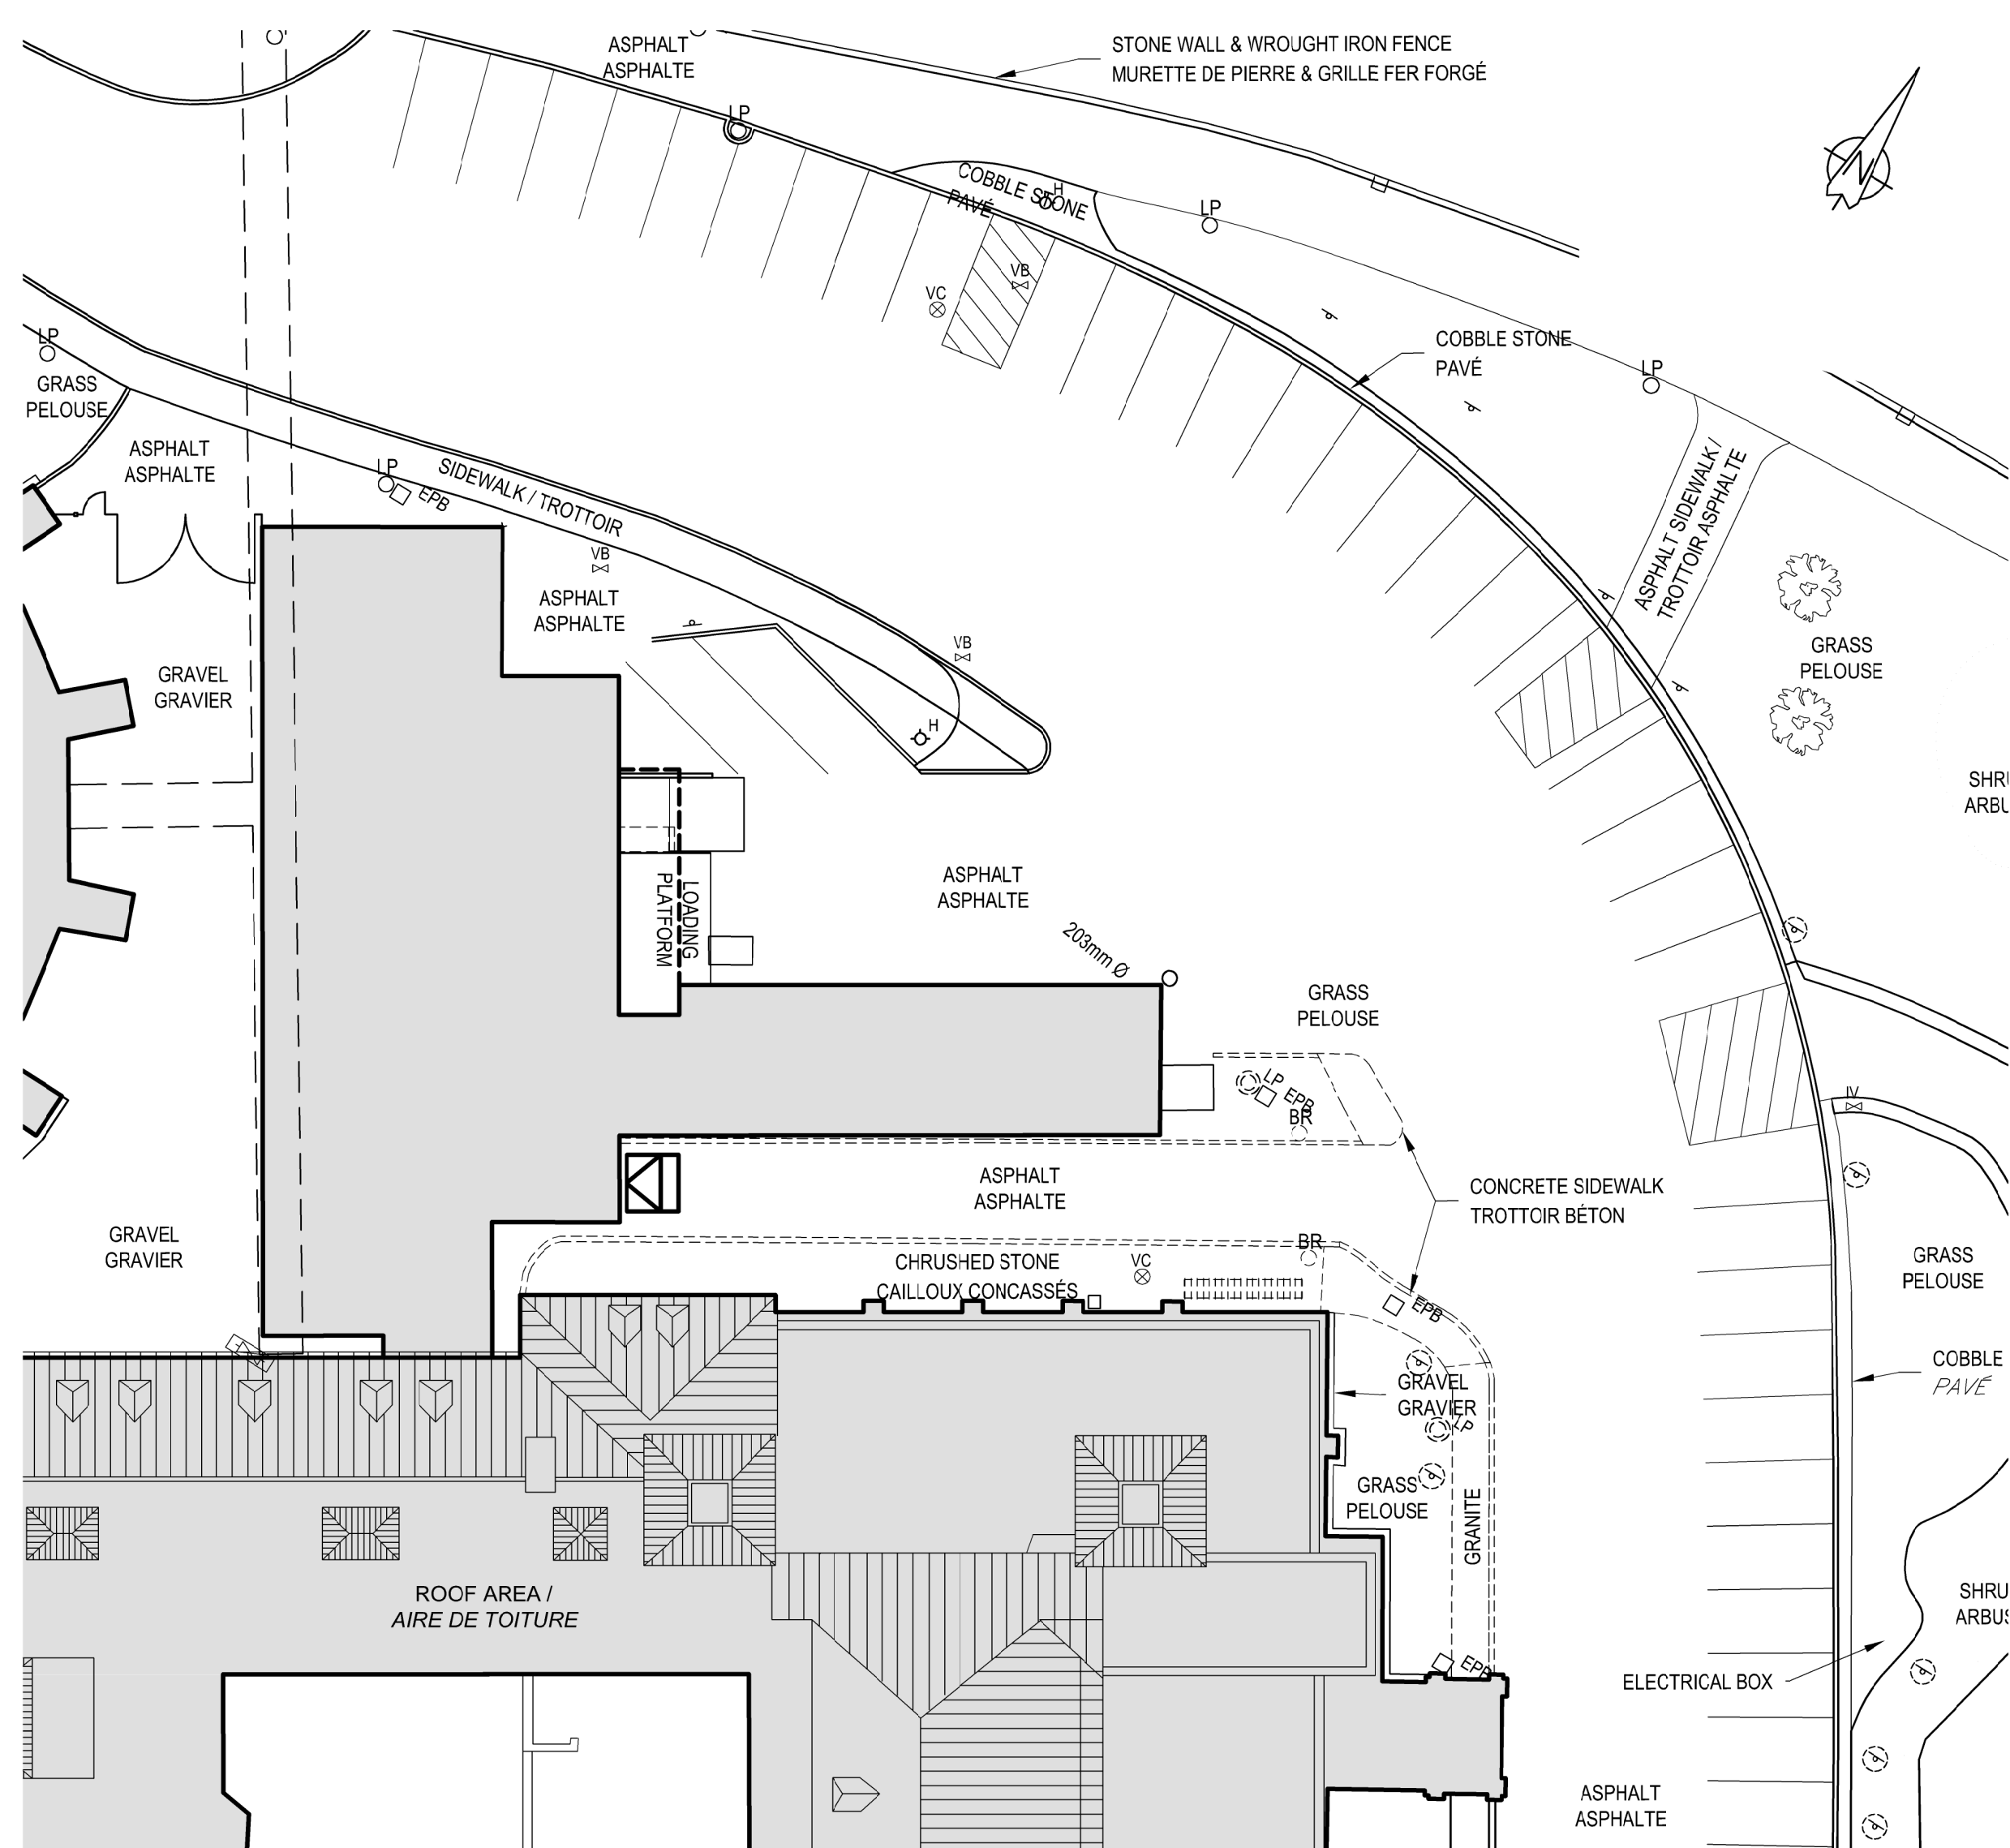 ASPHALT
ASPHALTE
STONE WALL & WROUGHT IRON FENCE
MURETTE DE PIERRE & GRILLE FER FORGÉ
LP
N
COBBLE STONE
PAVÉ
H
LP
VB
VC
COBBLE STONE
PAVÉ
LP
LP
GRASS
PELOUSE
ASPHALT
ASPHALTE
LP
EPB
SIDEWALK / TROTTOIR
ASPHALT SIDEWALK /
TROTTOIR ASPHALTE
VB
ASPHALT
ASPHALTE
VB
GRASS
PELOUSE
GRAVEL
GRAVIER
H
SHRU
ARBU
LOADING
PLATFORM
ASPHALT
ASPHALTE
203mm Ø
GRASS
PELOUSE
LP
EPB
BR
IV
ASPHALT
ASPHALTE
CONCRETE SIDEWALK
TROTTOIR BÉTON
GRAVEL
GRAVIER
BR
CHRUSHED STONE
CAILLOUX CONCASSÉS
VC
EPB
GRASS
PELOUSE
COBBLE
PAVÉ
GRAVEL
GRAVIER
LP
GRASS
PELOUSE
GRANITE
ROOF AREA /
AIRE DE TOITURE
SHRU
ARBUS
EPB
ELECTRICAL BOX
ASPHALT
ASPHALTE